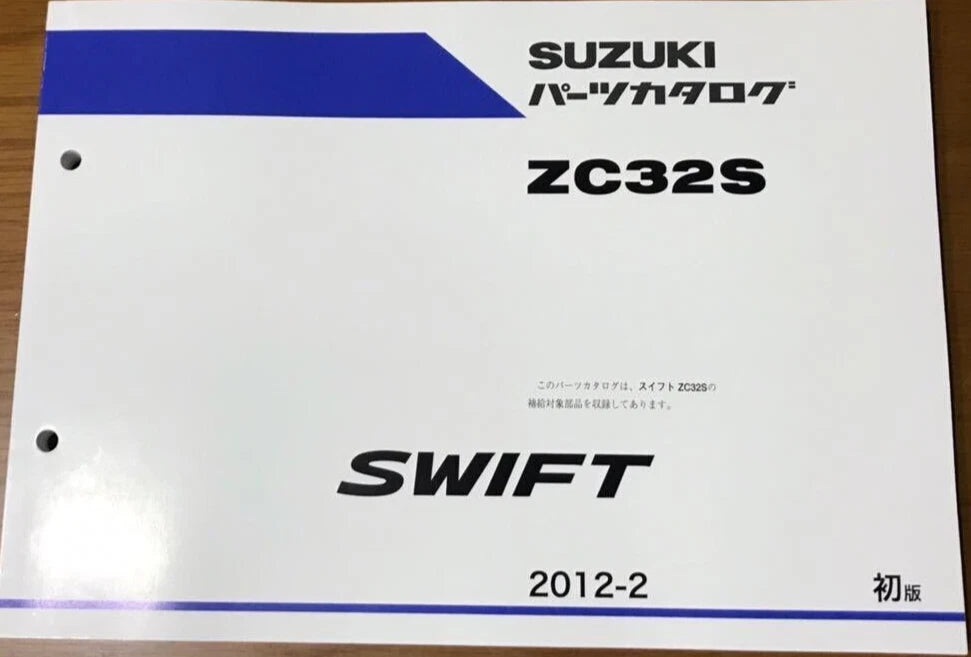 SUZUKI
パーツカタログ
ZC32S
このパーツカタログは、スイフト ZC32Sの
補給対象部品を収録してあります。
SWIFT
2012-2
初版